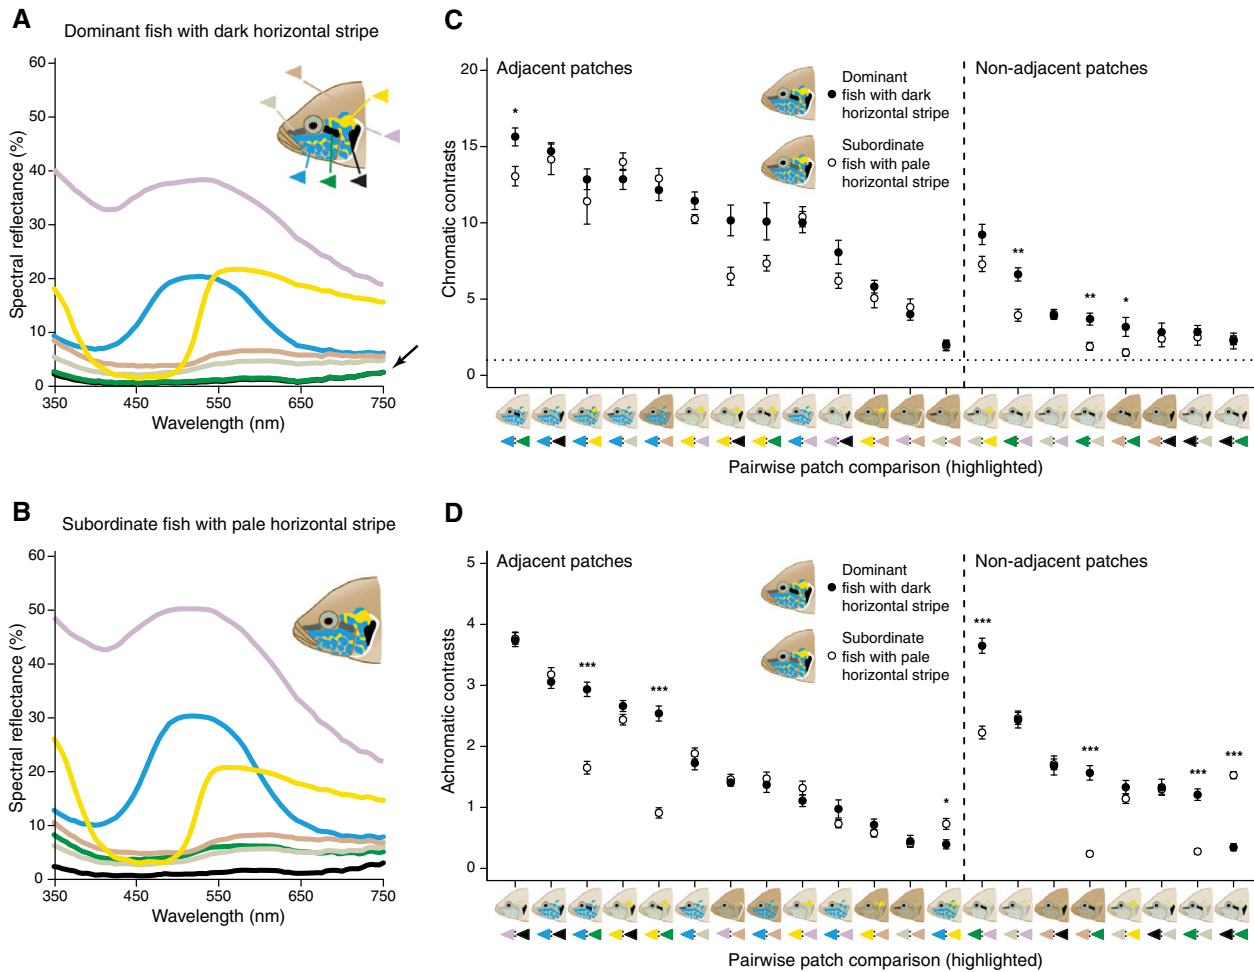 A
Dominant fish with dark horizontal stripe
60
50
40
30
20
10
0
Spectral reflectance (%)
350
450
550
650
750
Wavelength (nm)
B
Subordinate fish with pale horizontal stripe
60
50
40
30
20
10
0
Spectral reflectance (%)
350
450
550
650
750
Wavelength (nm)
C
20
15
10
5
0
Chromatic contrasts
Adjacent patches
Non-adjacent patches
Dominant
fish with dark
horizontal stripe
Subordinate
fish with pale
horizontal stripe
*
**
**
*
Pairwise patch comparison (highlighted)
D
5
4
3
2
1
0
Achromatic contrasts
Adjacent patches
Non-adjacent patches
Dominant
fish with dark
horizontal stripe
Subordinate
fish with pale
horizontal stripe
***
***
*
***
***
***
***
Pairwise patch comparison (highlighted)